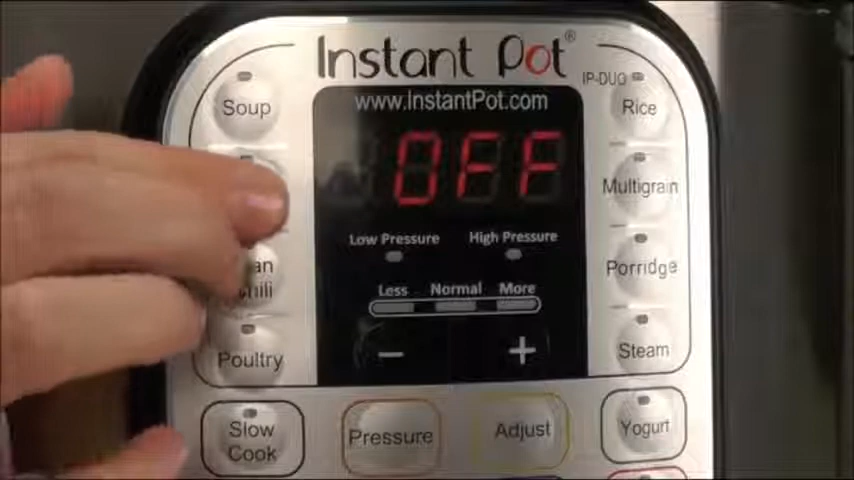 Instant Pot®
IP-DUO
www.InstantPot.com
Soup
Rice
OFF
Multigrain
Low Pressure
High Pressure
Porridge
Less
Normal
More
Poultry
−
+
Steam
Slow
Cook
Pressure
Adjust
Yogurt